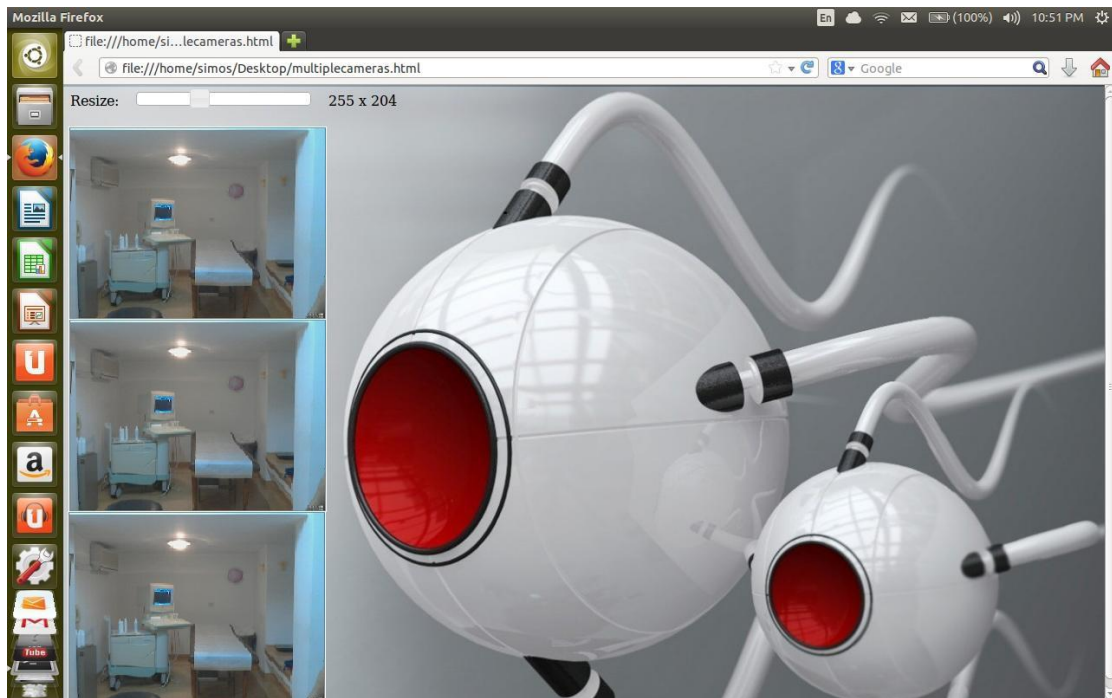 Mozilla Firefox
En
(100%)
10:51 PM
file:///home/si...lecameras.html
file:///home/simos/Desktop/multiplecameras.html
Google
Resize:
255 x 204
U
A
a
U
Tube